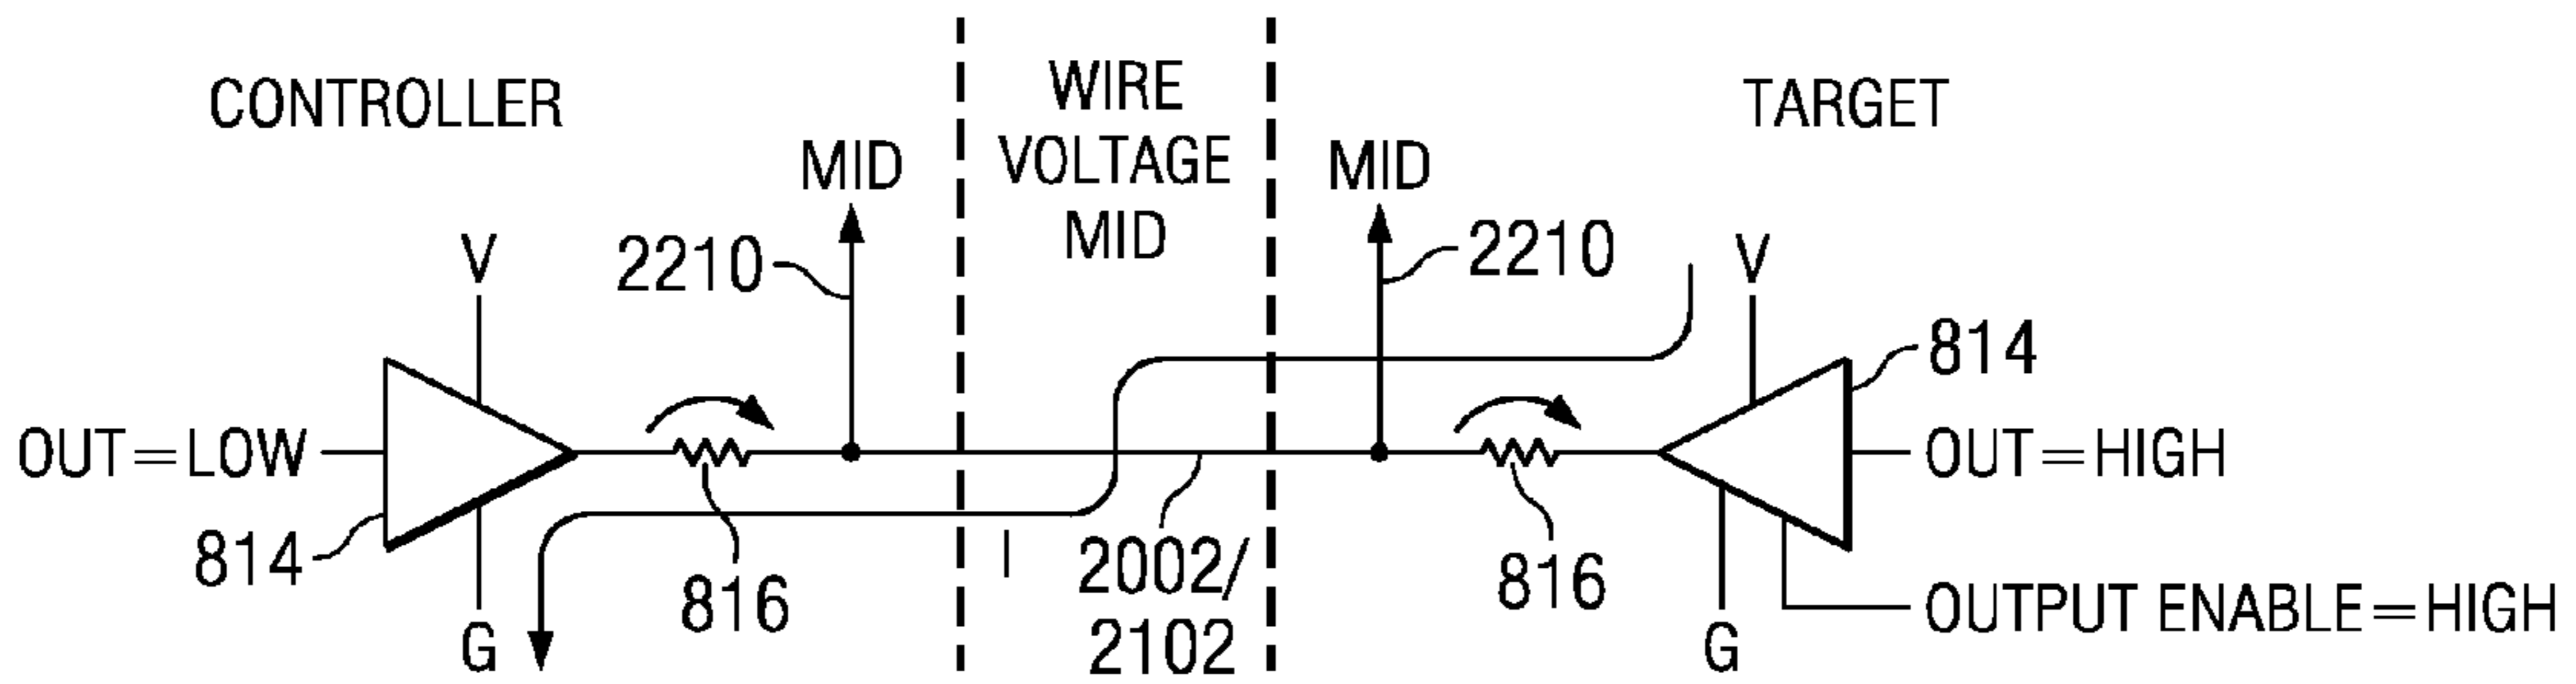 CONTROLLER
WIRE
VOLTAGE
MID
TARGET
MID
MID
V
2210
2210
V
814
OUT=LOW
OUT=HIGH
814
816
I
2002/
2102
816
OUTPUT ENABLE=HIGH
G
G